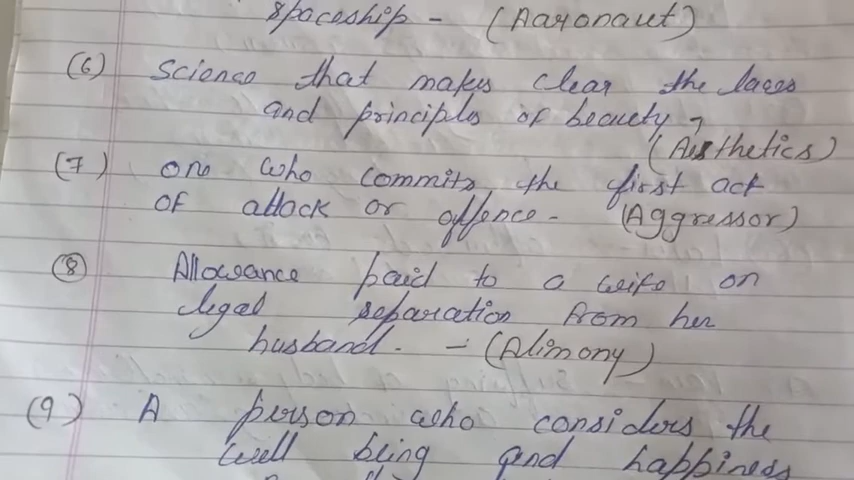 spaceship - (Aaronaut)
(6) Science that makes clear the laces
and principles of beauty -
(Aesthetics)
(7) one who commits the first act
of attack or offence - (Aggressor)
(8) Allowance paid to a wife on
legal separation from her
husband. - (Alimony)
(9) A person who considers the
well being and happiness